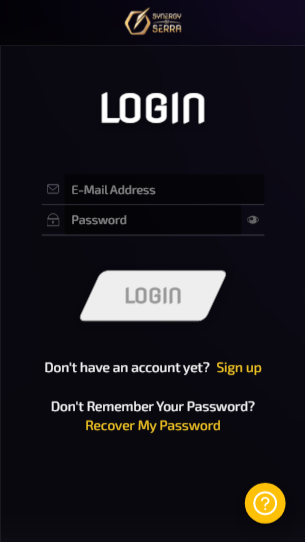 SYNERGY
OF
SERRA
LOGIN
E-Mail Address
Password
LOGIN
Don't have an account yet? Sign up
Don't Remember Your Password?
Recover My Password
?